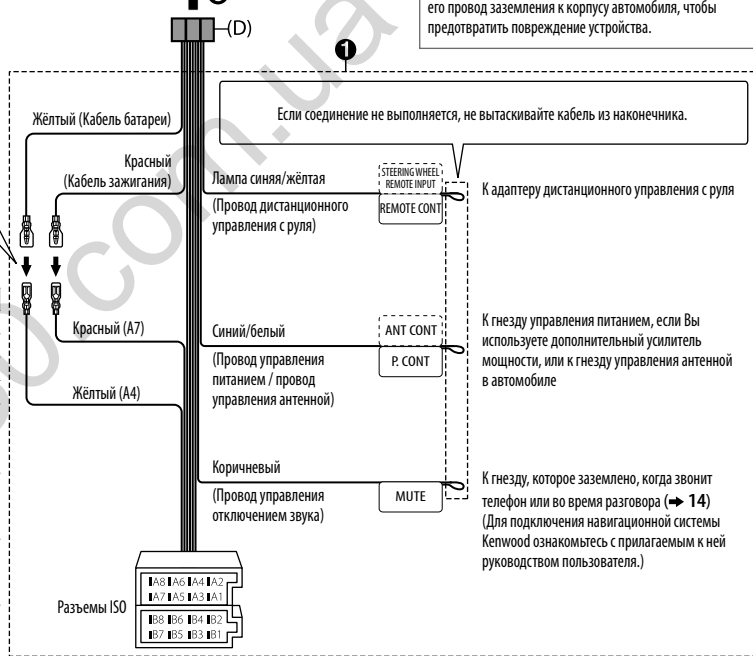 его провод заземления к корпусу автомобиля, чтобы
предотвратить повреждение устройства.
(D)
1
Если соединение не выполняется, не вытаскивайте кабель из наконечника.
Жёлтый (Кабель батареи)
Красный
(Кабель зажигания)
Лампа синяя/жёлтая
(Провод дистанционного
управления с руля)
STEERING WHEEL
REMOTE INPUT
REMOTE CONT
К адаптеру дистанционного управления с руля
Красный (A7)
Жёлтый (A4)
Синий/белый
(Провод управления
питанием / провод
управления антенной)
ANT CONT
P. CONT
К гнезду управления питанием, если Вы
используете дополнительный усилитель
мощности, или к гнезду управления антенной
в автомобиле
Коричневый
(Провод управления
отключением звука)
MUTE
К гнезду, которое заземлено, когда звонит
телефон или во время разговора (➡ 14)
(Для подключения навигационной системы
Kenwood ознакомьтесь с прилагаемым к ней
руководством пользователя.)
Разъемы ISO
A8 A6 A4 A2
A7 A5 A3 A1
B8 B6 B4 B2
B7 B5 B3 B1